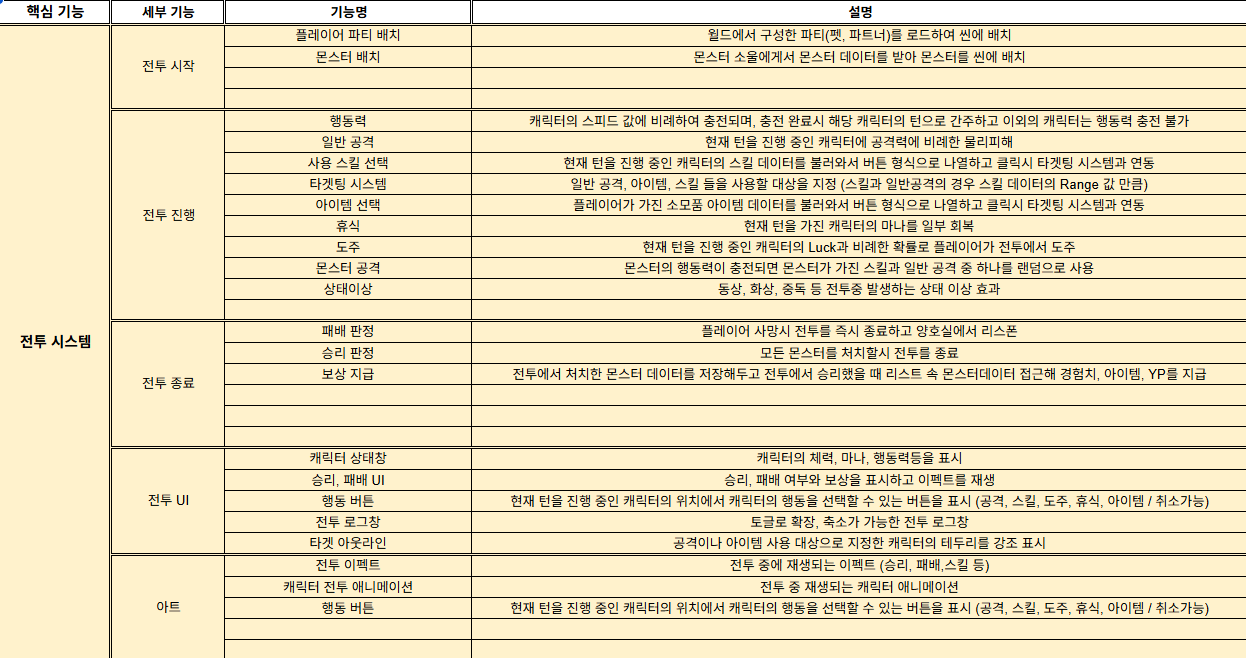 핵심 기능 세부 기능 기능명 설명
플레이어 파티 배치 월드에서 구성한 파티(펫, 파트너)를 로드하여 씬에 배치
전투 시작 몬스터 배치 몬스터 소울에게서 몬스터 데이터를 받아 몬스터를 씬에 배치
행동력 캐릭터의 스피드 값에 비례하여 충전되며, 충전 완료시 해당 캐릭터의 턴으로 간주하고 이외의 캐릭터는 행동력 충전 불가
일반 공격 현재 턴을 진행 중인 캐릭터에 공격력에 비례한 물리피해
사용 스킬 선택 현재 턴을 진행 중인 캐릭터의 스킬 데이터를 불러와서 버튼 형식으로 나열하고 클릭시 타겟팅 시스템과 연동
타겟팅 시스템 일반 공격, 아이템, 스킬 들을 사용할 대상을 지정 (스킬과 일반공격의 경우 스킬 데이터의 Range 값 만큼)
전투 진행 아이템 선택 플레이어가 가진 소모품 아이템 데이터를 불러와서 버튼 형식으로 나열하고 클릭시 타겟팅 시스템과 연동
휴식 현재 턴을 가진 캐릭터의 마나를 일부 회복
도주 현재 턴을 진행 중인 캐릭터의 Luck과 비례한 확률로 플레이어가 전투에서 도주
몬스터 공격 몬스터의 행동력이 충전되면 몬스터가 가진 스킬과 일반 공격 중 하나를 랜덤으로 사용
상태이상 동상, 화상, 중독 등 전투중 발생하는 상태 이상 효과
패배 판정 플레이어 사망시 전투를 즉시 종료하고 양호실에서 리스폰
전투 시스템 승리 판정 모든 몬스터를 처치할시 전투를 종료
전투 종료 보상 지급 전투에서 처치한 몬스터 데이터를 저장해두고 전투에서 승리했을 때 리스트 속 몬스터데이터 접근해 경험치, 아이템, YP를 지급
캐릭터 상태창 캐릭터의 체력, 마나, 행동력등을 표시
승리, 패배 UI 승리, 패배 여부와 보상을 표시하고 이펙트를 재생
전투 UI 행동 버튼 현재 턴을 진행 중인 캐릭터의 위치에서 캐릭터의 행동을 선택할 수 있는 버튼을 표시 (공격, 스킬, 도주, 휴식, 아이템 / 취소가능)
전투 로그창 토글로 확장, 축소가 가능한 전투 로그창
타겟 아웃라인 공격이나 아이템 사용 대상으로 지정한 캐릭터의 테두리를 강조 표시
전투 이펙트 전투 중에 재생되는 이펙트 (승리, 패배,스킬 등)
캐릭터 전투 애니메이션 전투 중 재생되는 캐릭터 애니메이션
아트 행동 버튼 현재 턴을 진행 중인 캐릭터의 위치에서 캐릭터의 행동을 선택할 수 있는 버튼을 표시 (공격, 스킬, 도주, 휴식, 아이템 / 취소가능)